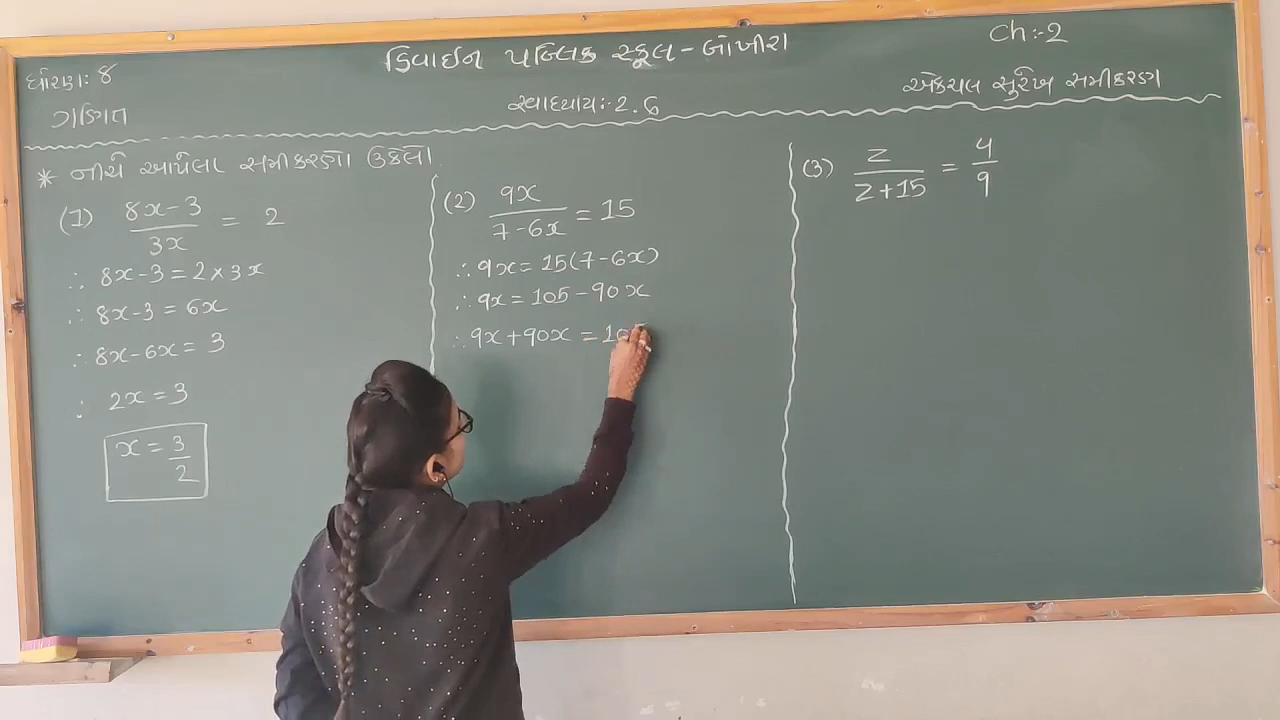 ડિવાઇન પબ્લિક સ્કૂલ - બોખીરા
Ch:-2
ધોરણ: 8
ગણિત
સ્વાધ્યાય:-2.6
એકચલ સુરેખ સમીકરણ
* નીચે આપેલા સમીકરણો ઉકેલો.
(1) 8x-3/3x = 2
∴ 8x-3 = 2×3x
∴ 8x-3 = 6x
∴ 8x-6x = 3
∴ 2x = 3
x = 3/2
(2) 9x/7-6x = 15
∴ 9x = 15(7-6x)
∴ 9x = 105-90x
∴ 9x+90x = 105
(3) z/z+15 = 4/9